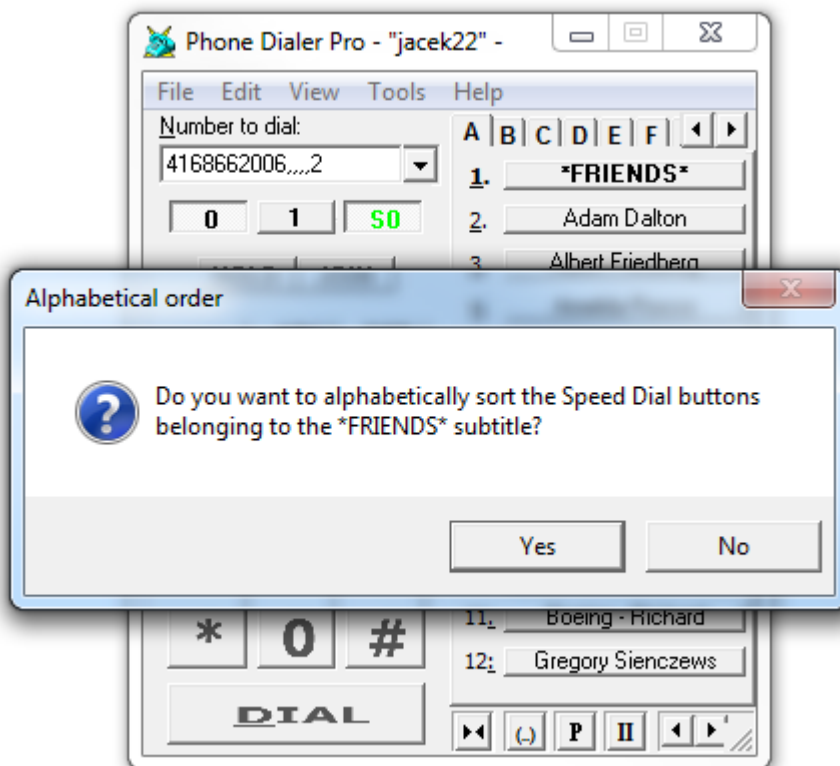 Phone Dialer Pro - "jacek22" -
File Edit View Tools Help
Number to dial:
4168662006,,,,2
0 1 S0
A B C D E F
1. *FRIENDS*
2. Adam Dalton
3. Albert Friedberg
Alphabetical order
Do you want to alphabetically sort the Speed Dial buttons
belonging to the *FRIENDS* subtitle?
Yes No
11. Boeing - Richard
* 0 #
12: Gregory Sienczews
DIAL
(..) P II